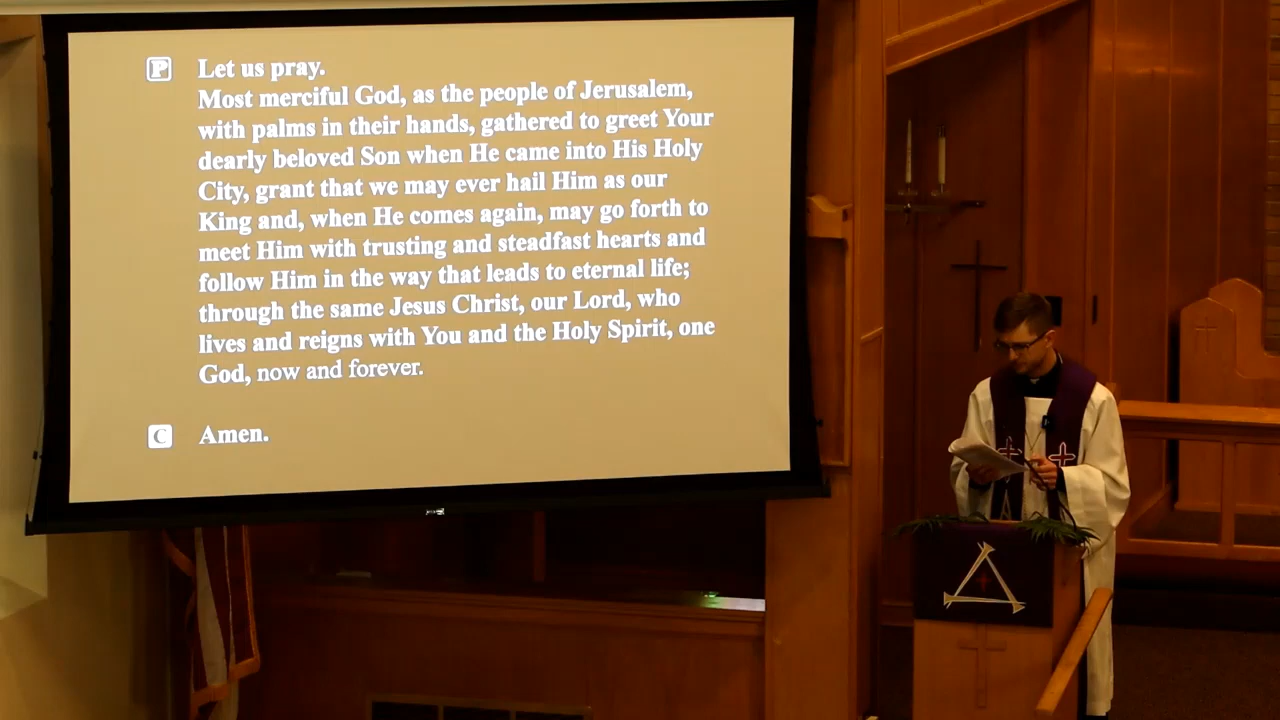 P Let us pray.
Most merciful God, as the people of Jerusalem,
with palms in their hands, gathered to greet Your
dearly beloved Son when He came into His Holy
City, grant that we may ever hail Him as our
King and, when He comes again, may go forth to
meet Him with trusting and steadfast hearts and
follow Him in the way that leads to eternal life;
through the same Jesus Christ, our Lord, who
lives and reigns with You and the Holy Spirit, one
God, now and forever.
C Amen.